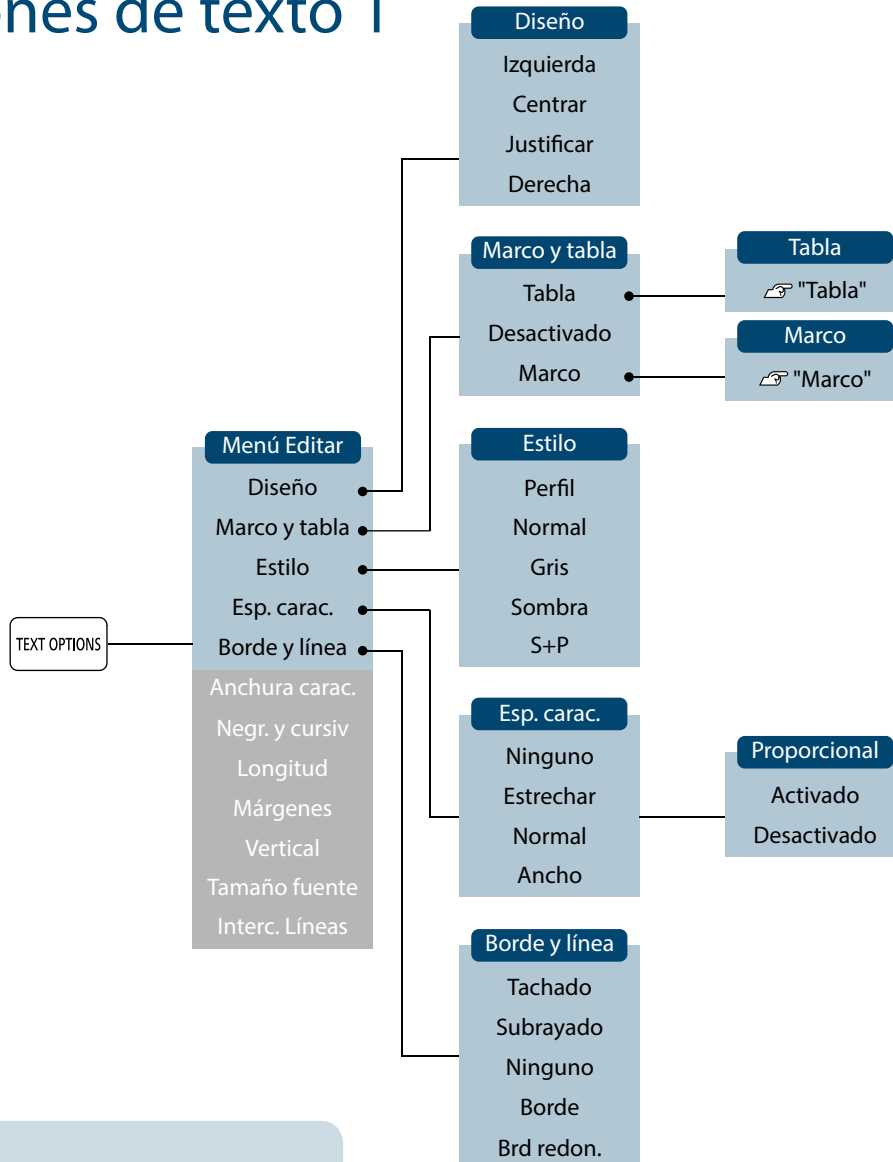 nes de texto 1
Diseño
Izquierda
Centrar
Justificar
Derecha
Marco y tabla
Tabla
Desactivado
Marco
Tabla
"Tabla"
Marco
"Marco"
Menú Editar
Diseño
Marco y tabla
Estilo
Esp. carac.
Borde y línea
Anchura carac.
Negr. y cursiv
Longitud
Márgenes
Vertical
Tamaño fuente
Interc. Líneas
TEXT OPTIONS
Estilo
Perfil
Normal
Gris
Sombra
S+P
Esp. carac.
Ninguno
Estrechar
Normal
Ancho
Proporcional
Activado
Desactivado
Borde y línea
Tachado
Subrayado
Ninguno
Borde
Brd redon.